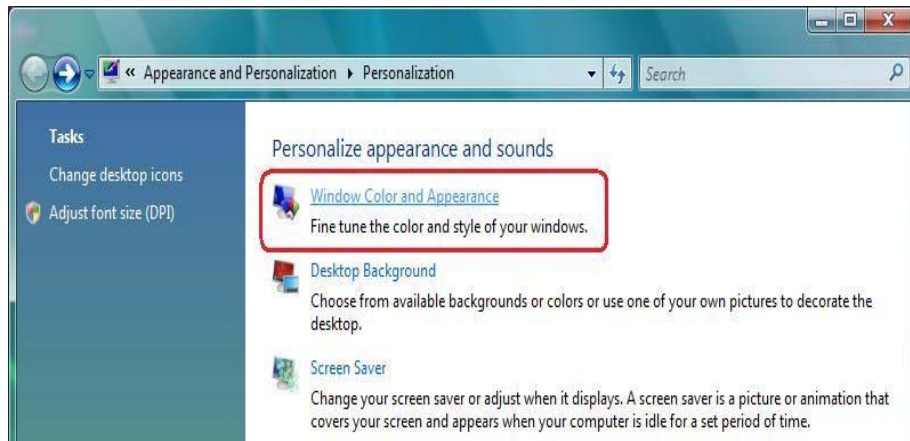 « Appearance and Personalization ▸ Personalization
Search
Tasks
Change desktop icons
Adjust font size (DPI)
Personalize appearance and sounds
Window Color and Appearance
Fine tune the color and style of your windows.
Desktop Background
Choose from available backgrounds or colors or use one of your own pictures to decorate the
desktop.
Screen Saver
Change your screen saver or adjust when it displays. A screen saver is a picture or animation that
covers your screen and appears when your computer is idle for a set period of time.